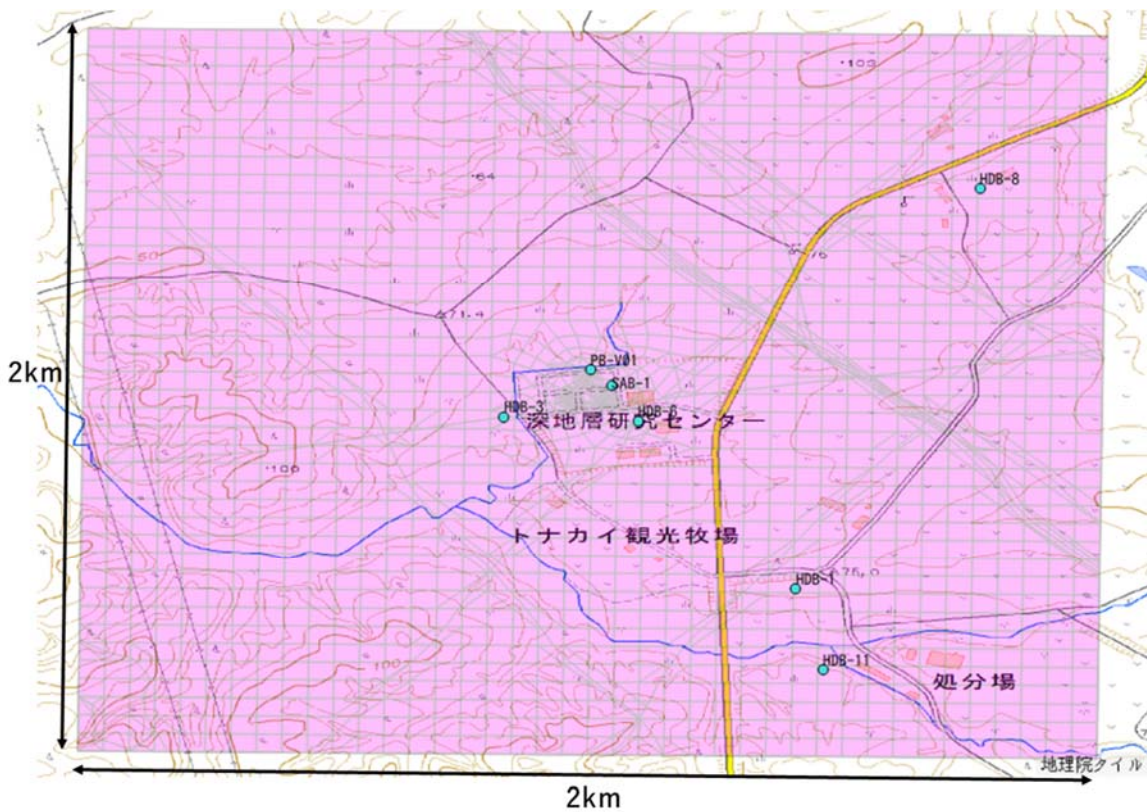 ・103
HDB-8
・64
76
50
71.4
PB-V01
SAB-1
2km
HDB-3
HDB-6
深地層研究センター
・100
トナカイ観光牧場
75.0
HDB-1
HDB-11
100
処分場
地理院タイル
2km